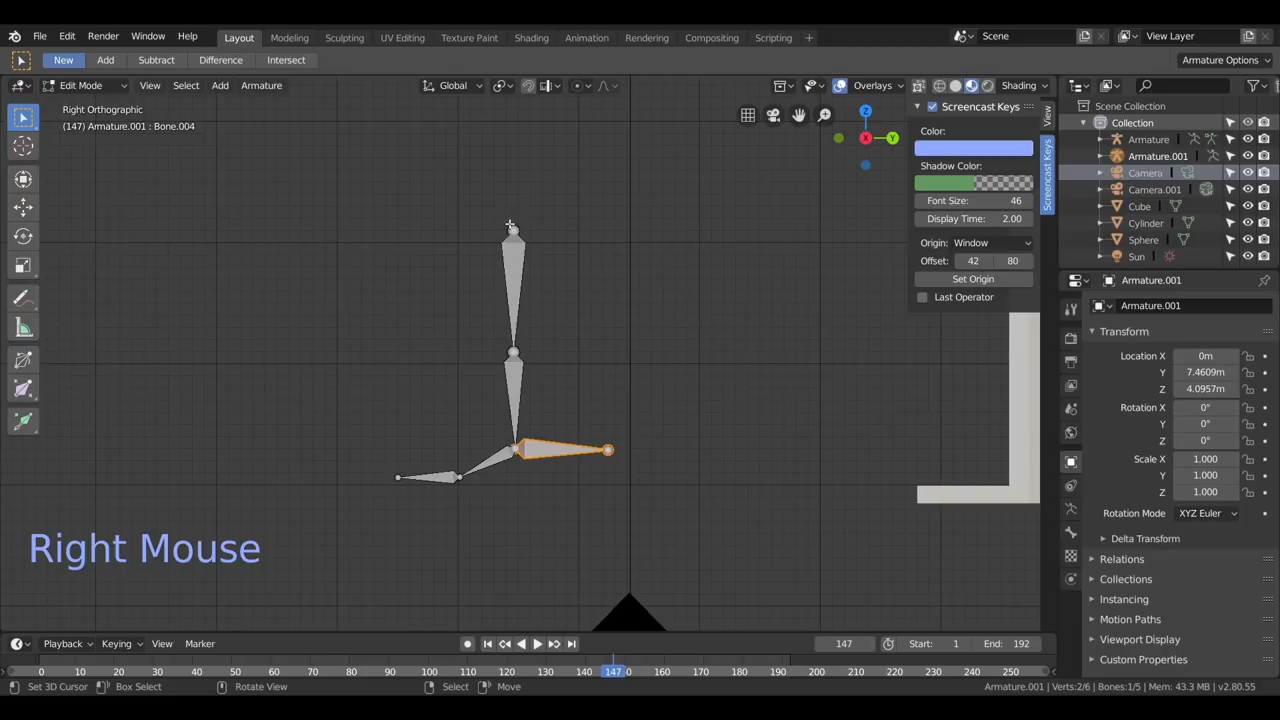 File Edit Render Window Help Layout Modeling Sculpting UV Editing Texture Paint Shading Animation Rendering Compositing Scripting + Scene View Layer
New Add Subtract Difference Intersect Armature Options
Edit Mode View Select Add Armature Global Overlays Shading
Right Orthographic
(147) Armature.001 : Bone.004
Screencast Keys
Color:
Shadow Color:
Font Size: 46
Display Time: 2.00
Origin: Window
Offset: 42 80
Set Origin
Last Operator
View
Screencast Keys
X
Y
Z
Scene Collection
Collection
Armature
Armature.001
Camera
Camera.001
Cube
Cylinder
Sphere
Sun
Armature.001
Armature.001
Transform
Location X 0m
Y 7.4609m
Z 4.0957m
Rotation X 0°
Y 0°
Z 0°
Scale X 1.000
Y 1.000
Z 1.000
Rotation Mode XYZ Euler
Delta Transform
Relations
Collections
Instancing
Motion Paths
Visibility
Viewport Display
Custom Properties
Right Mouse
Playback Keying View Marker 147 Start: 1 End: 192
0 10 20 30 40 50 60 70 80 90 100 110 120 130 140 147 160 170 180 190 200 210 220 230 240 250
Set 3D Cursor Box Select Rotate View Select Move Armature.001 | Verts:2/6 | Bones:1/5 | Mem: 43.3 MB | v2.80.55